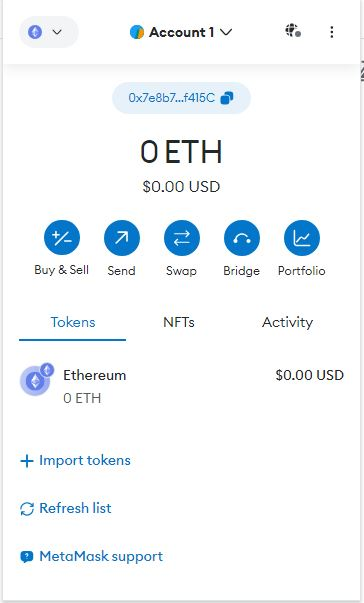 Account 1
0x7e8b7...f415C
0 ETH
$0.00 USD
Buy & Sell
Send
Swap
Bridge
Portfolio
Tokens
NFTs
Activity
Ethereum
$0.00 USD
0 ETH
Import tokens
Refresh list
MetaMask support